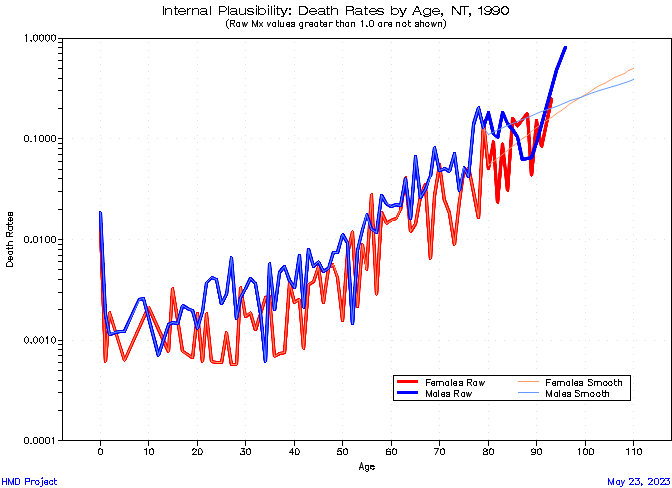 Internal Plausibility: Death Rates by Age, NT, 1990
(Raw Mx values greater than 1.0 are not shown)
1.0000
0.1000
0.0100
0.0010
0.0001
Death Rates
0 10 20 30 40 50 60 70 80 90 100 110
Age
Females Raw Females Smooth
Males Raw Males Smooth
HMD Project May 23, 2023